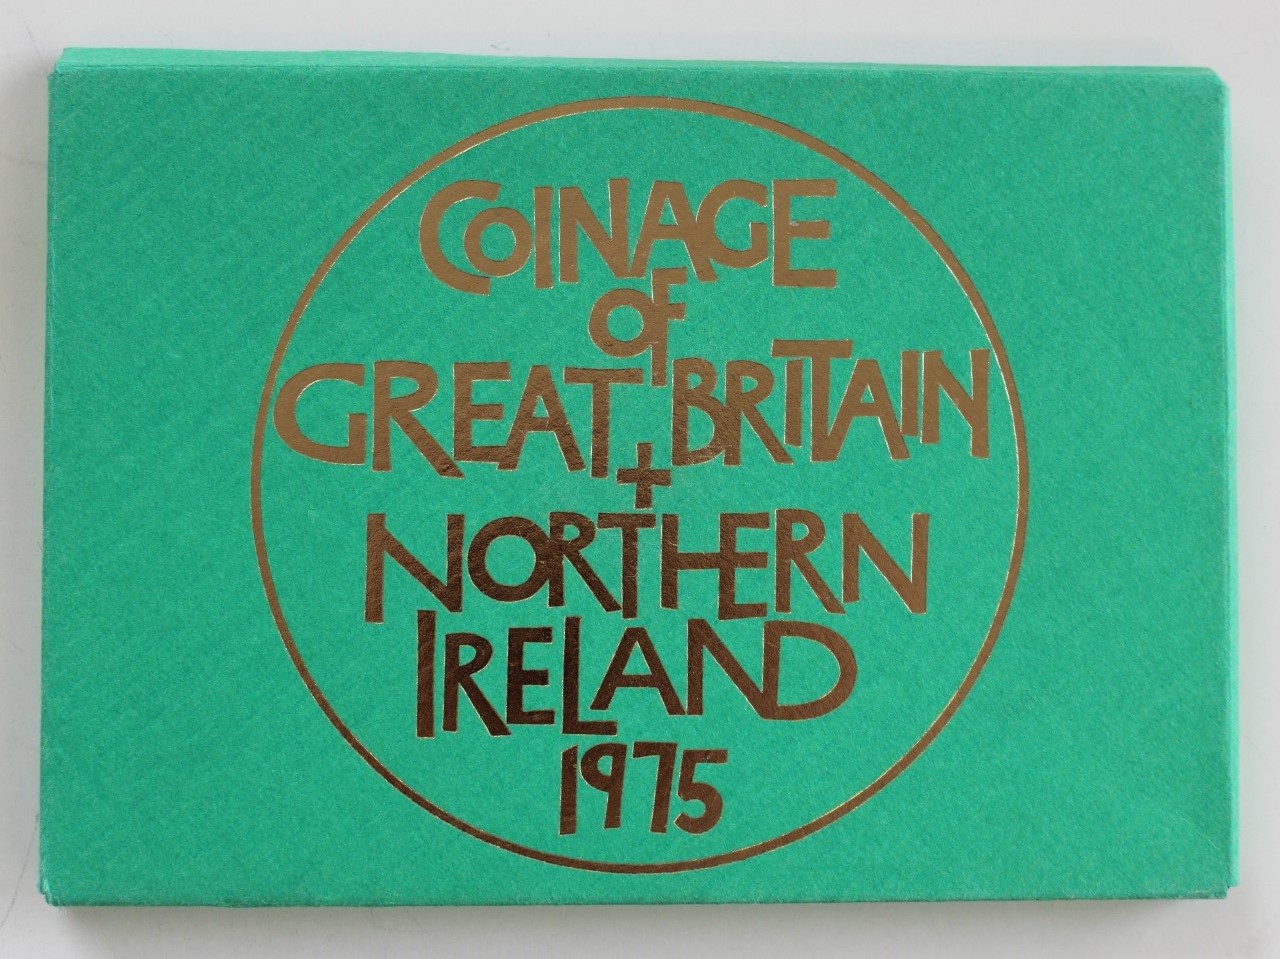 COINAGE
OF
GREAT BRITAIN
+
NORTHERN
IRELAND
1975